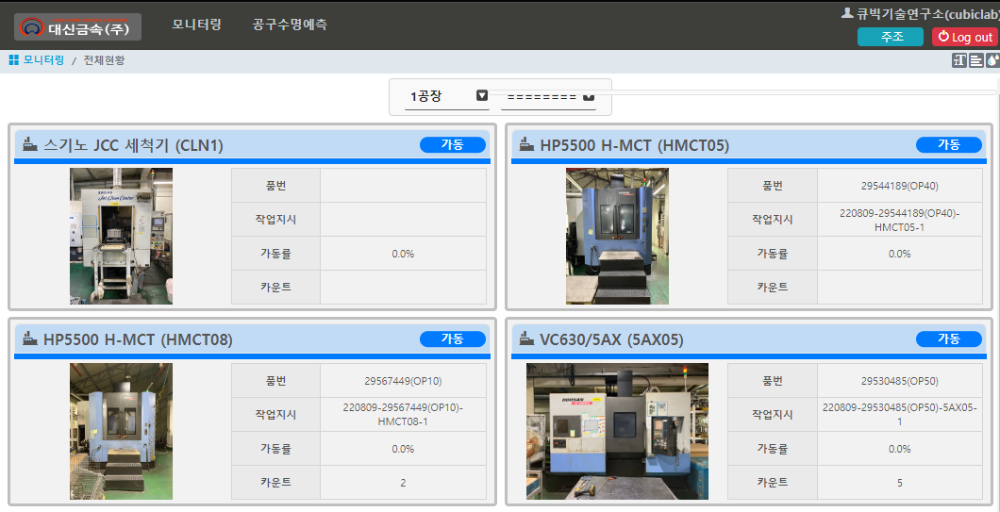 대신금속(주)
모니터링 공구수명예측
큐빅기술연구소(cubiclab)
주조 Log out
모니터링 / 전체현황
1공장 ========
스기노 JCC 세척기 (CLN1) 가동
품번
작업지시
가동률 0.0%
카운트
HP5500 H-MCT (HMCT05) 가동
품번 29544189(OP40)
작업지시 220809-29544189(OP40)-
HMCT05-1
가동률 0.0%
카운트
HP5500 H-MCT (HMCT08) 가동
품번 29567449(OP10)
작업지시 220809-29567449(OP10)-
HMCT08-1
가동률 0.0%
카운트 2
VC630/5AX (5AX05) 가동
DOOSAN
품번 29530485(OP50)
작업지시 220809-29530485(OP50)-5AX05-
1
가동률 0.0%
카운트 5